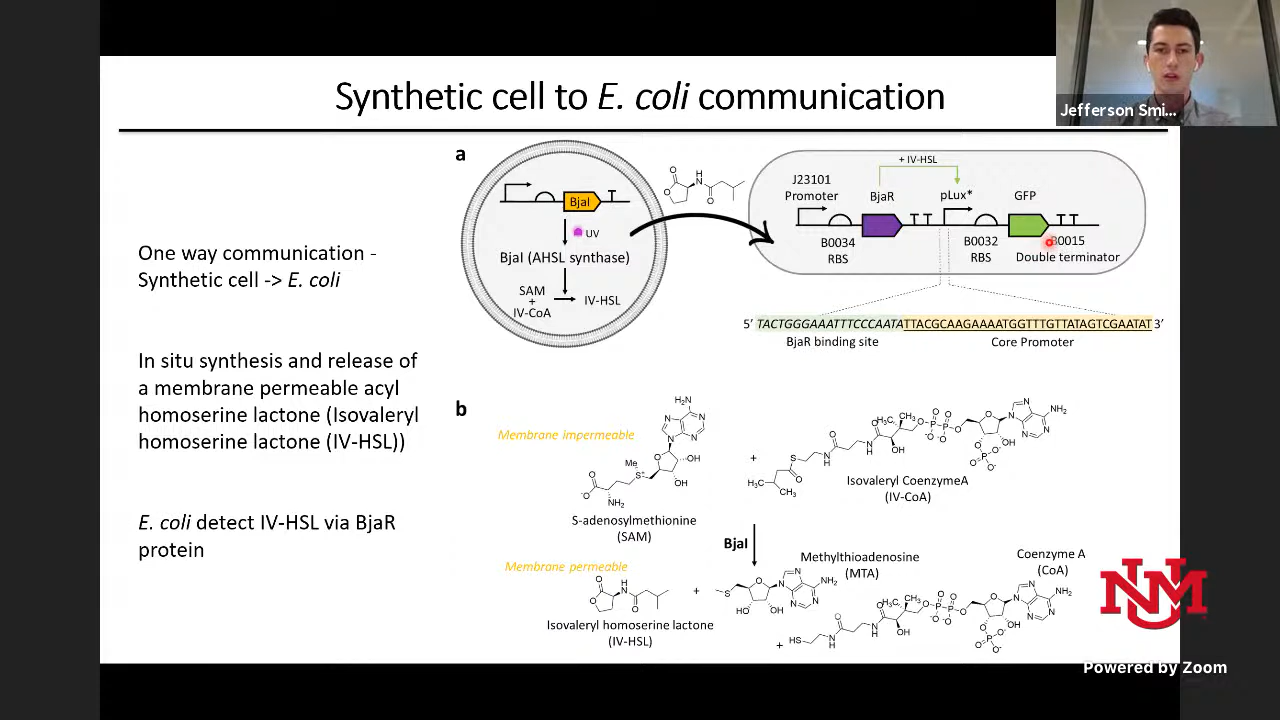 Synthetic cell to E. coli communication
Jefferson Smi...
One way communication -
Synthetic cell -> E. coli
In situ synthesis and release of
a membrane permeable acyl
homoserine lactone (Isovaleryl
homoserine lactone (IV-HSL))
E. coli detect IV-HSL via BjaR
protein
a
BjaI
UV
BjaI (AHSL synthase)
SAM
+
IV-CoA
IV-HSL
O
O
H
N
O
+ IV-HSL
J23101
Promoter
BjaR
pLux*
GFP
B0034
RBS
B0032
RBS
B0015
Double terminator
5’ TACTGGGAAATTTCCCAATATTACGCAAGAAAATGGTTTGTTATAGTCGAATAT 3’
BjaR binding site
Core Promoter
b
Membrane impermeable
S-adenosylmethionine
(SAM)
+
Isovaleryl CoenzymeA
(IV-CoA)
BjaI
Membrane permeable
Isovaleryl homoserine lactone
(IV-HSL)
+
Methylthioadenosine
(MTA)
+
Coenzyme A
(CoA)
UNM
Powered by Zoom